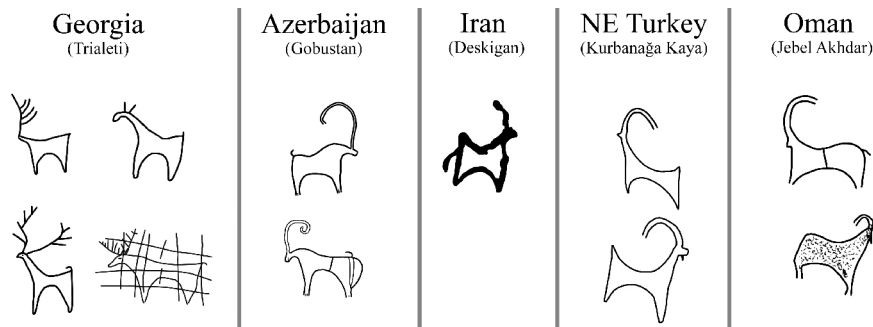 Georgia
(Trialeti)
Azerbaijan
(Gobustan)
Iran
(Deskigan)
NE Turkey
(Kurbanağa Kaya)
Oman
(Jebel Akhdar)